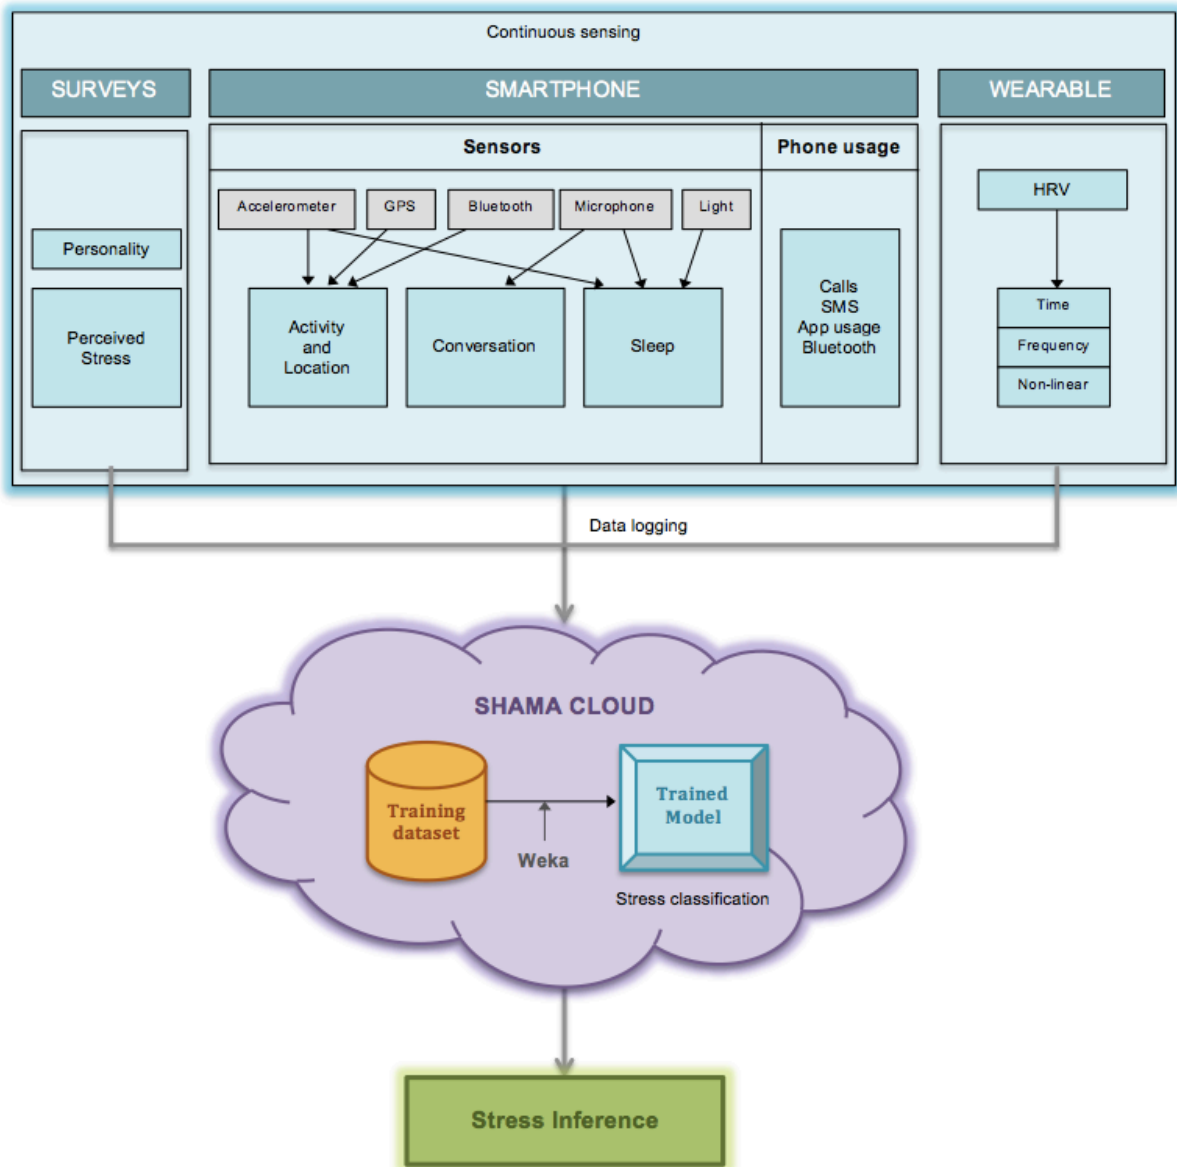 Continuous sensing
SURVEYS
SMARTPHONE
WEARABLE
Sensors
Phone usage
Accelerometer
GPS
Bluetooth
Microphone
Light
HRV
Personality
Perceived
Stress
Activity
and
Location
Conversation
Sleep
Calls
SMS
App usage
Bluetooth
Time
Frequency
Non-linear
Data logging
SHAMA CLOUD
Training
dataset
Weka
Trained
Model
Stress classification
Stress Inference